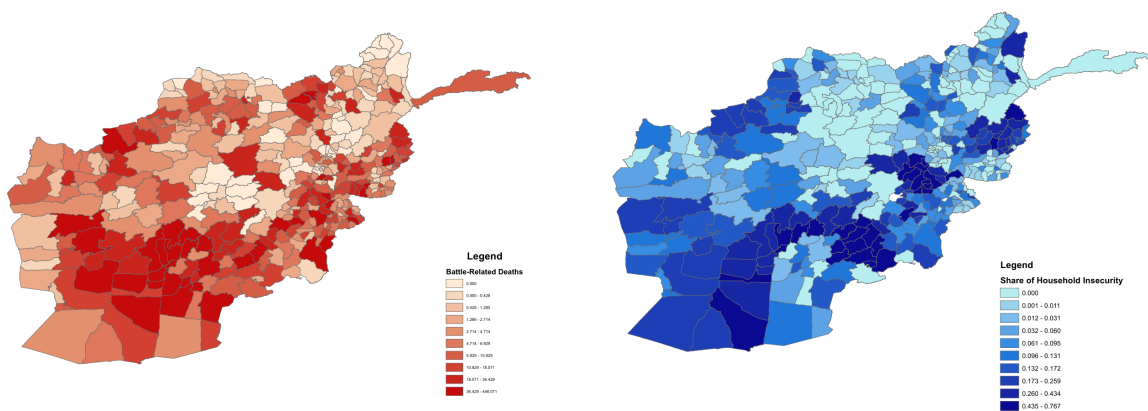 Legend
Battle-Related Deaths
0.000
0.000 - 0.428
0.429 - 1.285
1.286 - 2.714
2.714 - 4.714
4.714 - 6.929
6.929 - 10.929
10.929 - 18.071
18.071 - 36.429
36.429 - 446.071
Legend
Share of Household Insecurity
0.000
0.001 - 0.011
0.012 - 0.031
0.032 - 0.060
0.061 - 0.095
0.096 - 0.131
0.132 - 0.172
0.173 - 0.259
0.260 - 0.434
0.435 - 0.767